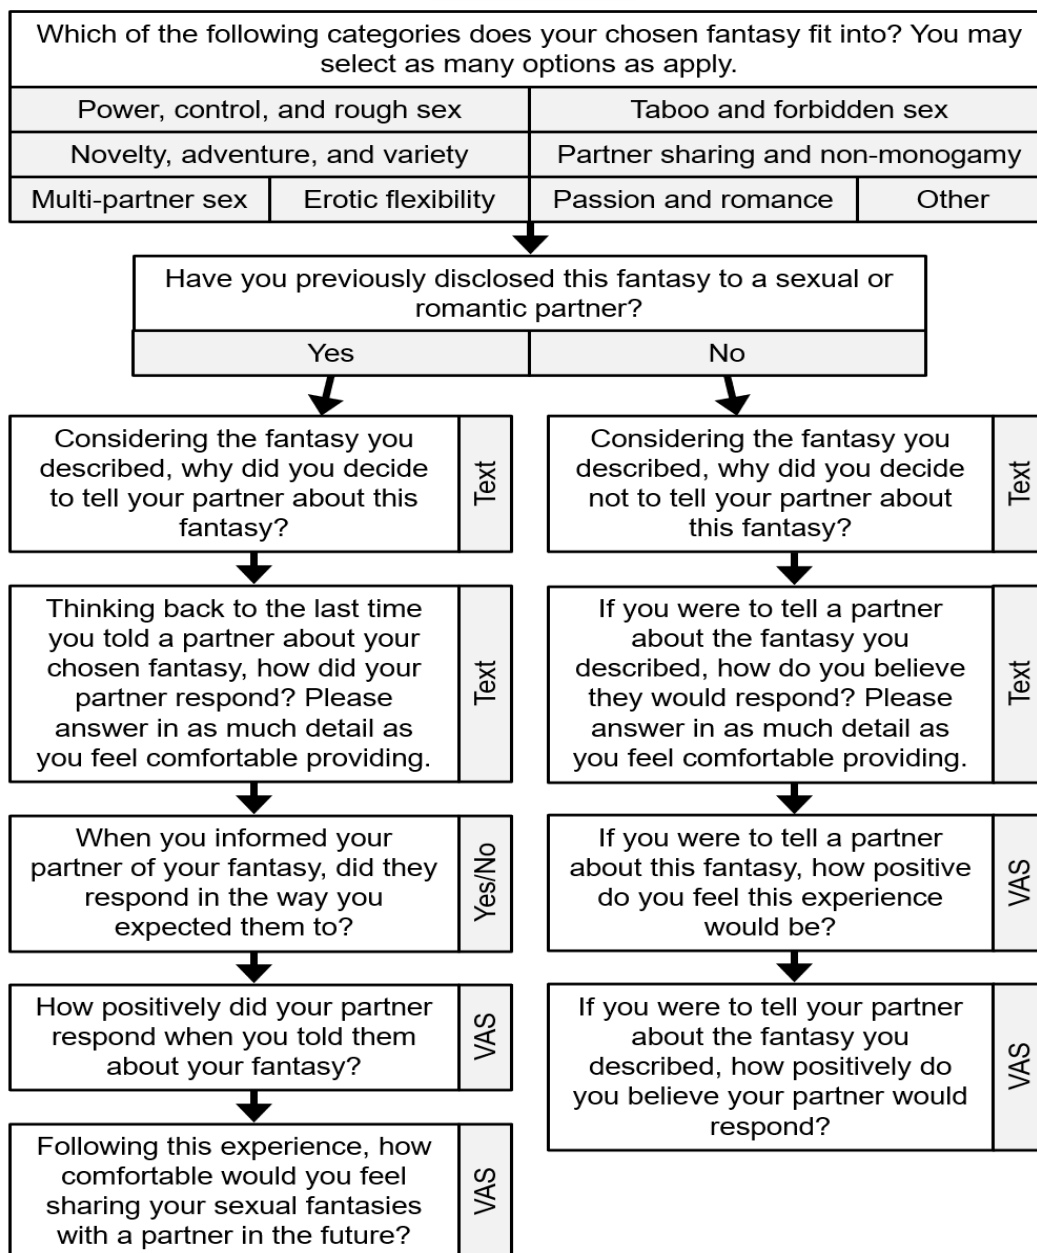 Which of the following categories does your chosen fantasy fit into? You may
select as many options as apply.
Power, control, and rough sex
Taboo and forbidden sex
Novelty, adventure, and variety
Partner sharing and non-monogamy
Multi-partner sex
Erotic flexibility
Passion and romance
Other
Have you previously disclosed this fantasy to a sexual or
romantic partner?
Yes
No
Considering the fantasy you
described, why did you decide
to tell your partner about this
fantasy?
Text
Considering the fantasy you
described, why did you decide
not to tell your partner about
this fantasy?
Text
Thinking back to the last time
you told a partner about your
chosen fantasy, how did your
partner respond? Please
answer in as much detail as
you feel comfortable providing.
Text
If you were to tell a partner
about the fantasy you
described, how do you believe
they would respond? Please
answer in as much detail as
you feel comfortable providing.
Text
When you informed your
partner of your fantasy, did they
respond in the way you
expected them to?
Yes/No
If you were to tell a partner
about this fantasy, how positive
do you feel this experience
would be?
VAS
How positively did your partner
respond when you told them
about your fantasy?
VAS
If you were to tell your partner
about the fantasy you
described, how positively do
you believe your partner would
respond?
VAS
Following this experience, how
comfortable would you feel
sharing your sexual fantasies
with a partner in the future?
VAS